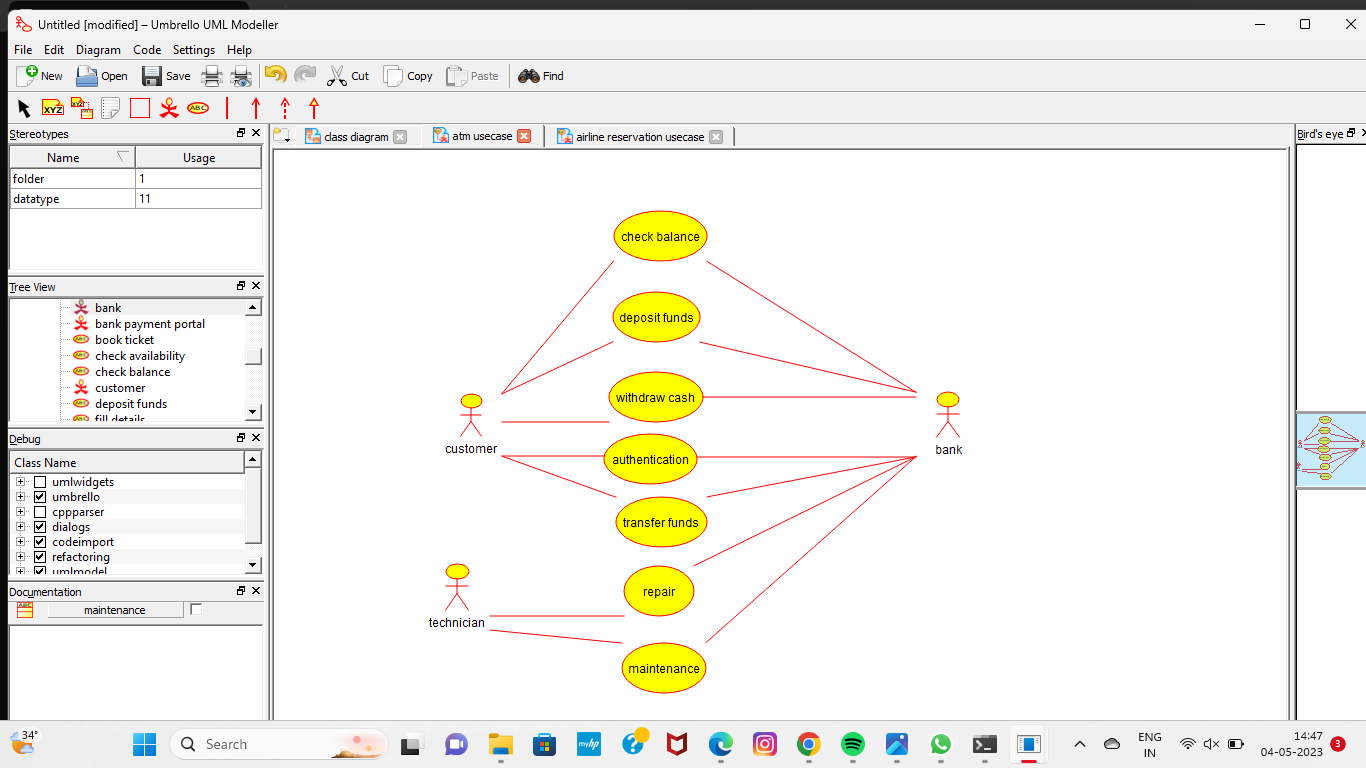 Untitled [modified] – Umbrello UML Modeller
File Edit Diagram Code Settings Help
New Open Save Cut Copy Paste Find
XYZ XYZ ABC
Stereotypes
Name Usage
folder 1
datatype 11
Tree View
bank
bank payment portal
book ticket
check availability
check balance
customer
deposit funds
fill details
Debug
Class Name
umlwidgets
umbrello
cppparser
dialogs
codeimport
refactoring
umlmodel
Documentation
maintenance
class diagram atm usecase airline reservation usecase
check balance
deposit funds
withdraw cash
customer
bank
authentication
transfer funds
repair
technician
maintenance
Bird's eye
34°
Search
myhp
ENG
IN
14:47
04-05-2023
3